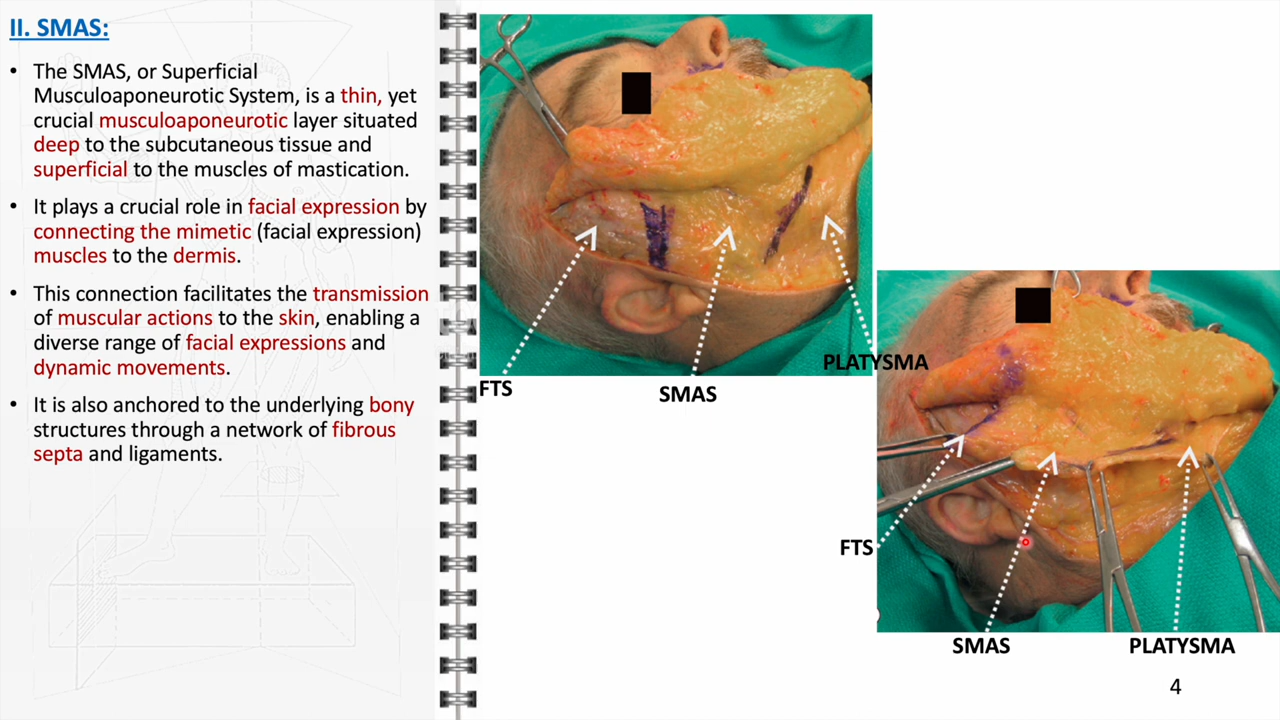 II. SMAS:
• The SMAS, or Superficial
Musculoaponeurotic System, is a thin, yet
crucial musculoaponeurotic layer situated
deep to the subcutaneous tissue and
superficial to the muscles of mastication.
• It plays a crucial role in facial expression by
connecting the mimetic (facial expression)
muscles to the dermis.
• This connection facilitates the transmission
of muscular actions to the skin, enabling a
diverse range of facial expressions and
dynamic movements.
• It is also anchored to the underlying bony
structures through a network of fibrous
septa and ligaments.
FTS
SMAS
PLATYSMA
FTS
SMAS
PLATYSMA
4